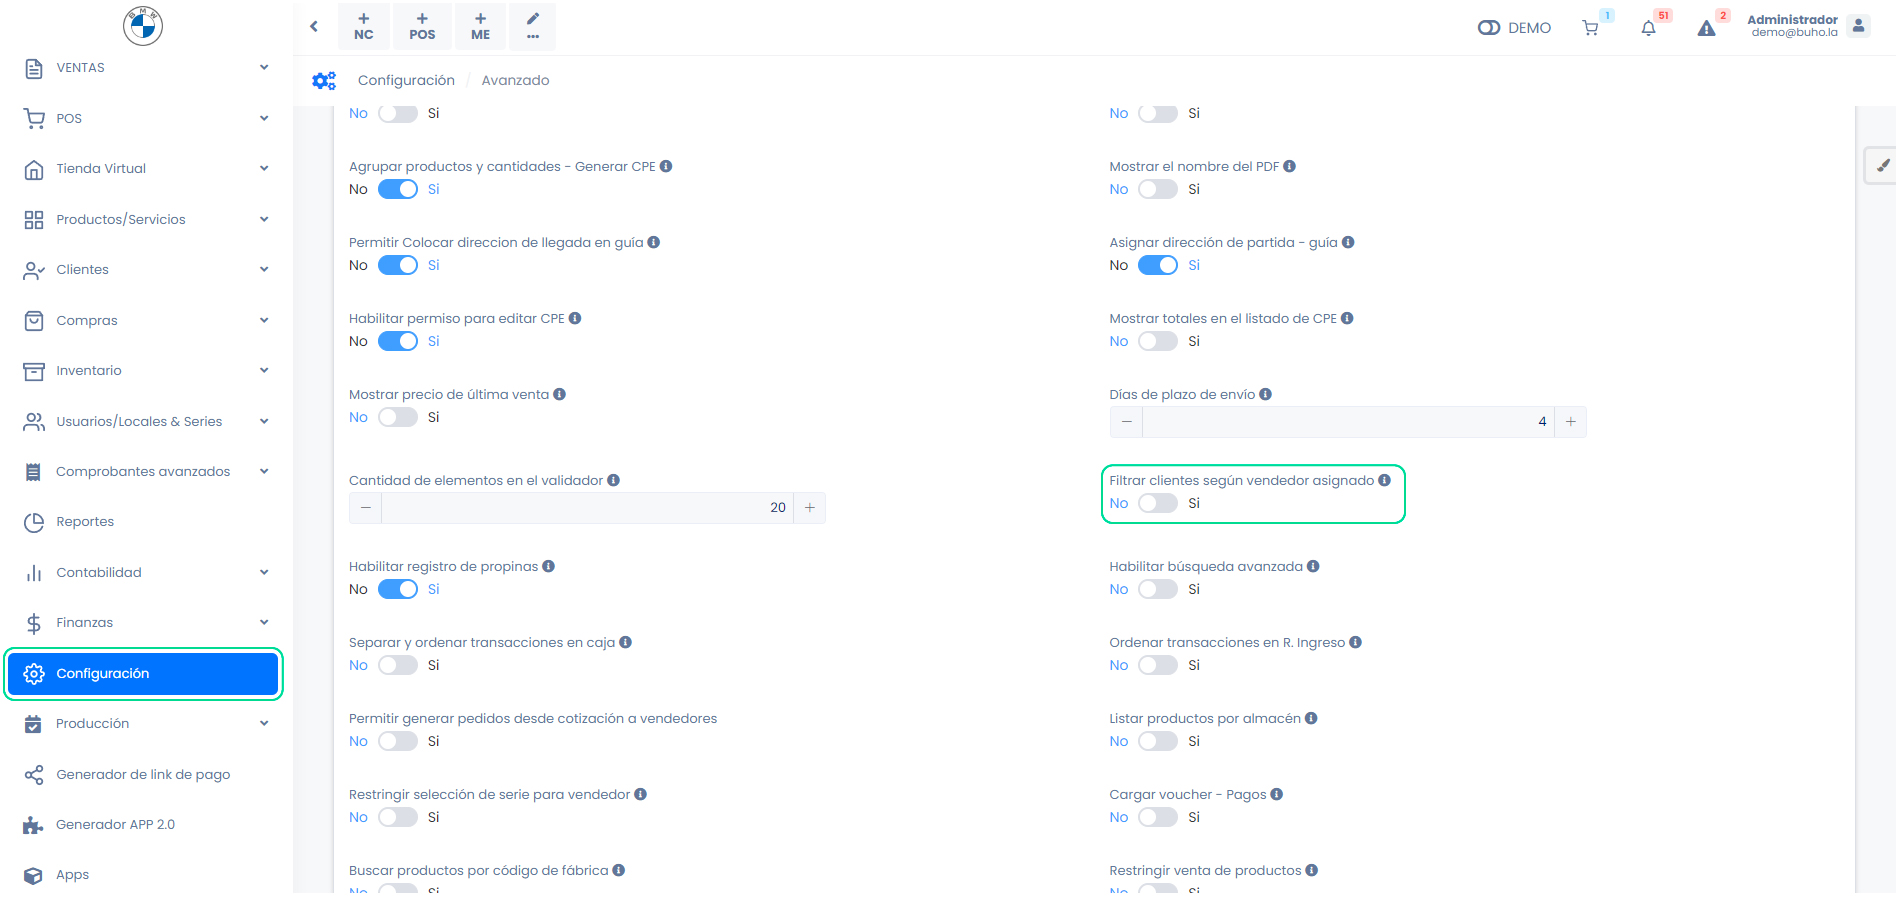 BMW
NC
POS
ME
...
DEMO
1
51
2
Administrador
demo@buho.la
Configuración / Avanzado
VENTAS
POS
Tienda Virtual
Productos/Servicios
Clientes
Compras
Inventario
Usuarios/Locales & Series
Comprobantes avanzados
Reportes
Contabilidad
Finanzas
Configuración
Producción
Generador de link de pago
Generador APP 2.0
Apps
No Si
No Si
Agrupar productos y cantidades - Generar CPE
No Si
Mostrar el nombre del PDF
No Si
Permitir Colocar direccion de llegada en guía
No Si
Asignar dirección de partida - guía
No Si
Habilitar permiso para editar CPE
No Si
Mostrar totales en el listado de CPE
No Si
Mostrar precio de última venta
No Si
Días de plazo de envío
− 4 +
Cantidad de elementos en el validador
− 20 +
Filtrar clientes según vendedor asignado
No Si
Habilitar registro de propinas
No Si
Habilitar búsqueda avanzada
No Si
Separar y ordenar transacciones en caja
No Si
Ordenar transacciones en R. Ingreso
No Si
Permitir generar pedidos desde cotización a vendedores
No Si
Listar productos por almacén
No Si
Restringir selección de serie para vendedor
No Si
Cargar voucher - Pagos
No Si
Buscar productos por código de fábrica
No Si
Restringir venta de productos
No Si